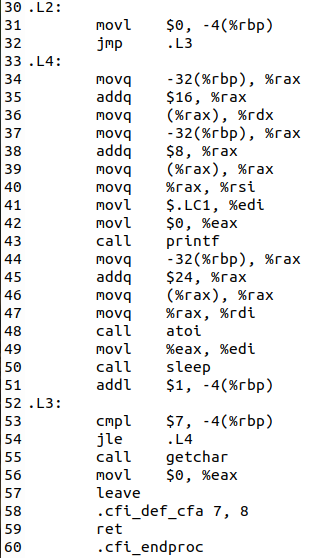 30 .L2:
31 movl $0, -4(%rbp)
32 jmp .L3
33 .L4:
34 movq -32(%rbp), %rax
35 addq $16, %rax
36 movq (%rax), %rdx
37 movq -32(%rbp), %rax
38 addq $8, %rax
39 movq (%rax), %rax
40 movq %rax, %rsi
41 movl $.LC1, %edi
42 movl $0, %eax
43 call printf
44 movq -32(%rbp), %rax
45 addq $24, %rax
46 movq (%rax), %rax
47 movq %rax, %rdi
48 call atoi
49 movl %eax, %edi
50 call sleep
51 addl $1, -4(%rbp)
52 .L3:
53 cmpl $7, -4(%rbp)
54 jle .L4
55 call getchar
56 movl $0, %eax
57 leave
58 .cfi_def_cfa 7, 8
59 ret
60 .cfi_endproc